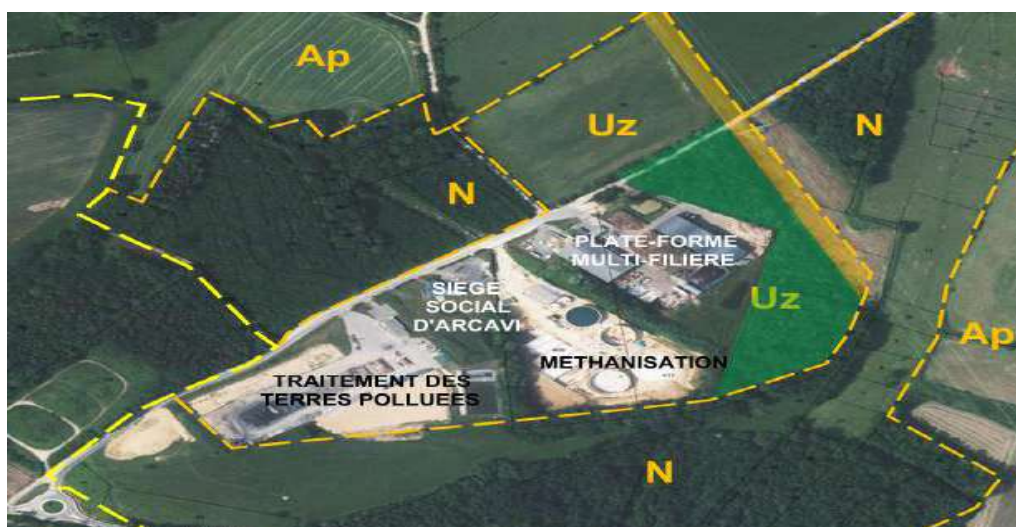 Ap
Uz
N
N
PLATE-FORME
MULTI-FILIERE
SIEGE
SOCIAL
D'ARCAVI
Uz
Ap
METHANISATION
TRAITEMENT DES
TERRES POLLUEES
N